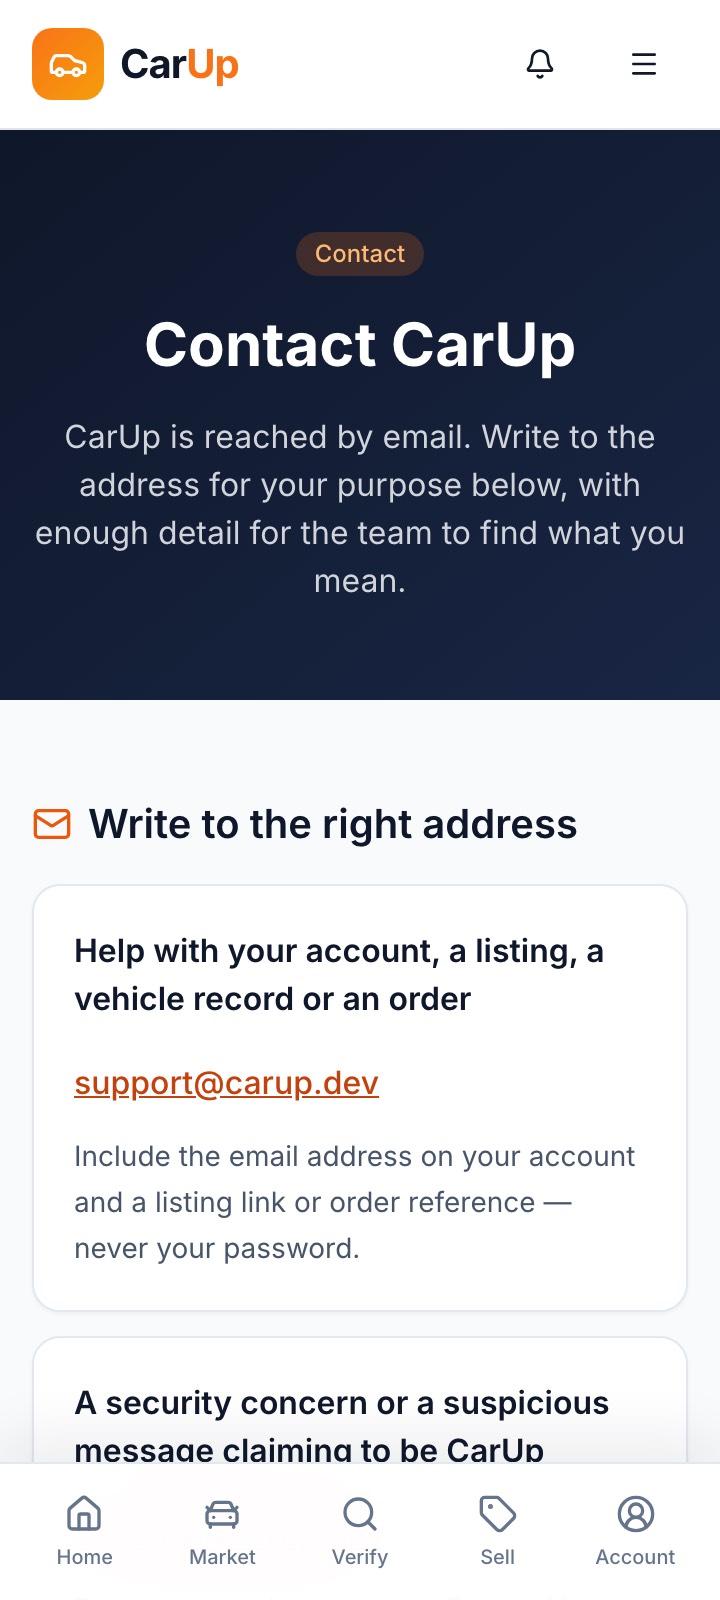 CarUp
Contact
Contact CarUp
CarUp is reached by email. Write to the
address for your purpose below, with
enough detail for the team to find what you
mean.
Write to the right address
Help with your account, a listing, a
vehicle record or an order
support@carup.dev
Include the email address on your account
and a listing link or order reference —
never your password.
A security concern or a suspicious
message claiming to be CarUp
Home
Market
Verify
Sell
Account